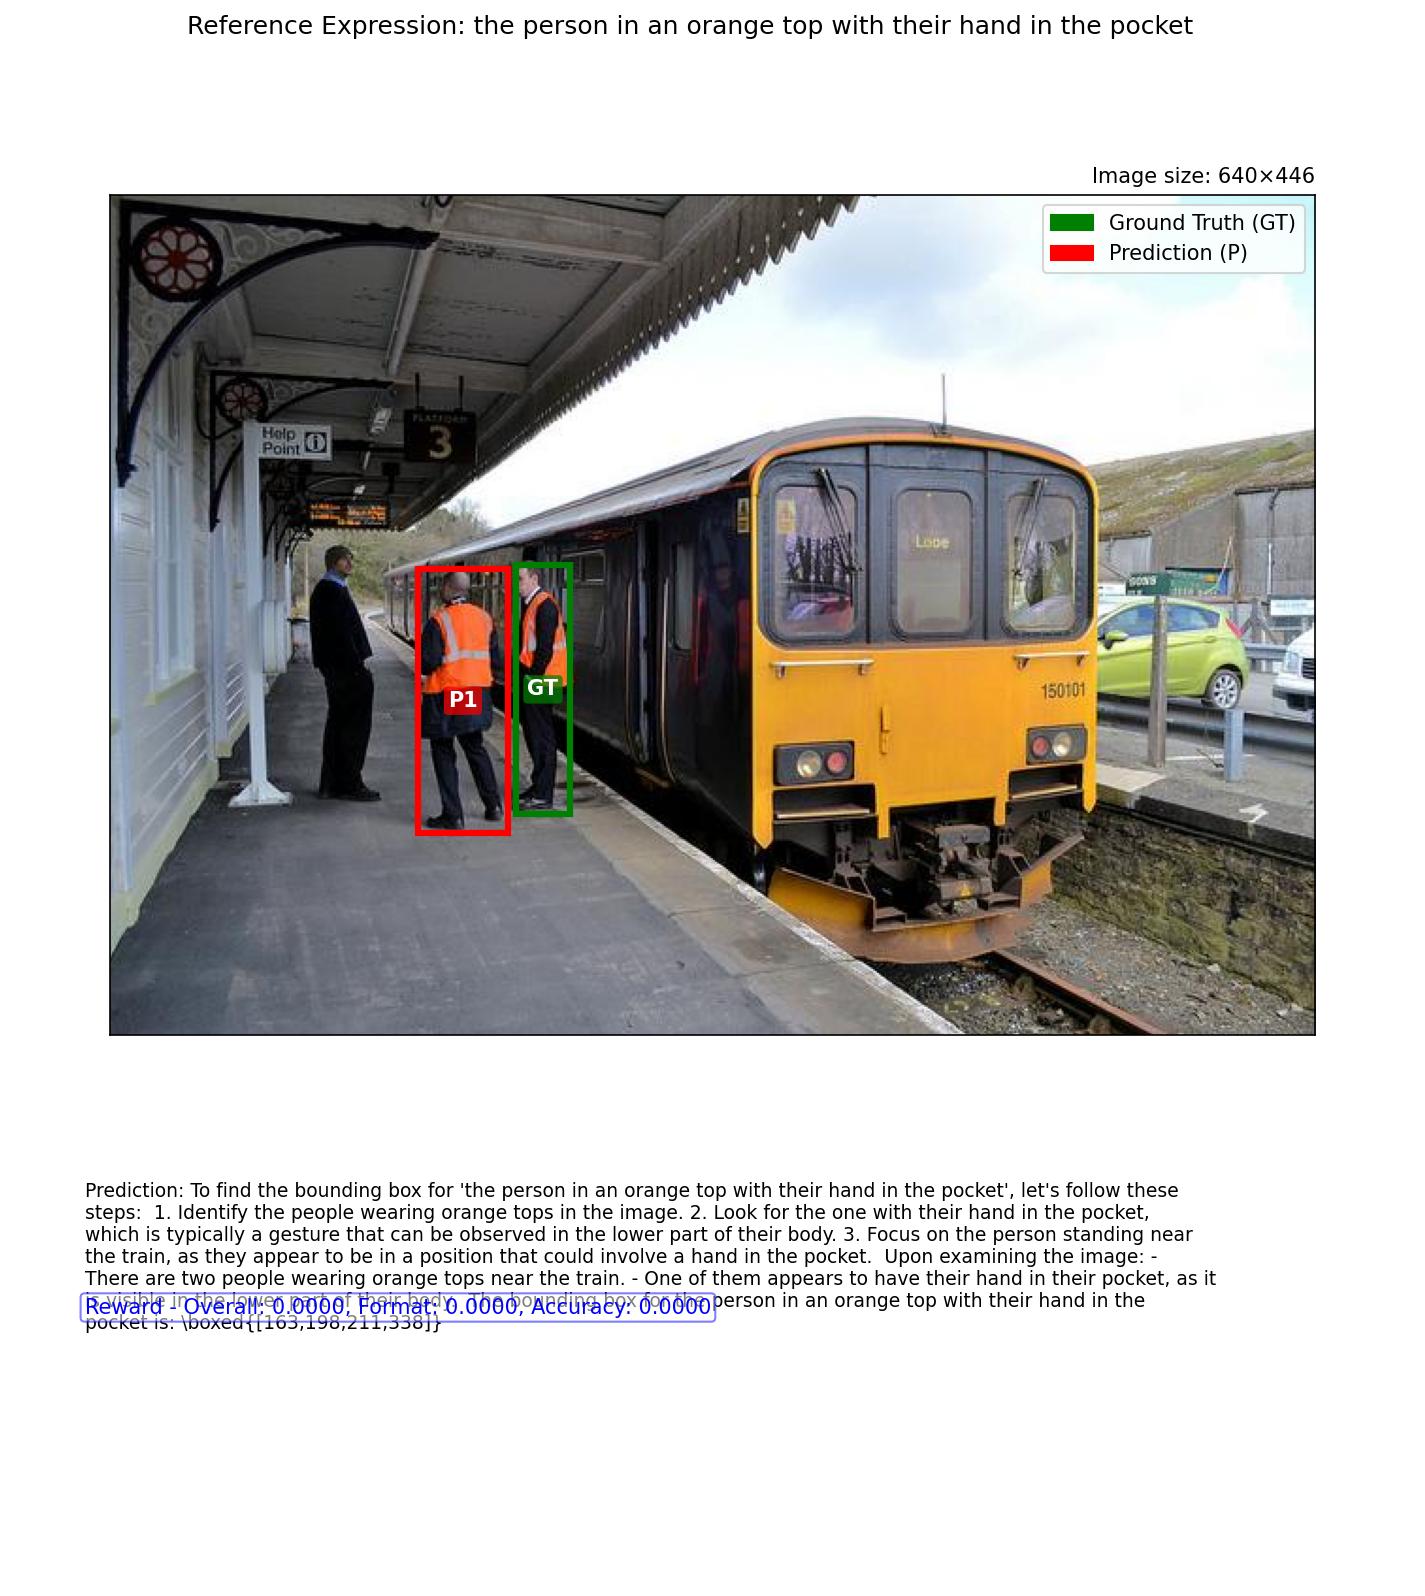 Reference Expression: the person in an orange top with their hand in the pocket
Image size: 640×446
Ground Truth (GT)
Prediction (P)
PLATFORM
3
Help
Point i
Looe
SONS
150101
P1
GT
Prediction: To find the bounding box for 'the person in an orange top with their hand in the pocket', let's follow these
steps:  1. Identify the people wearing orange tops in the image. 2. Look for the one with their hand in the pocket,
which is typically a gesture that can be observed in the lower part of their body. 3. Focus on the person standing near
the train, as they appear to be in a position that could involve a hand in the pocket.  Upon examining the image: -
There are two people wearing orange tops near the train. - One of them appears to have their hand in their pocket, as it
is visible in the lower part of their body.  The bounding box for the person in an orange top with their hand in the
Reward - Overall: 0.0000, Format: 0.0000, Accuracy: 0.0000
pocket is: \boxed{[163,198,211,338]}